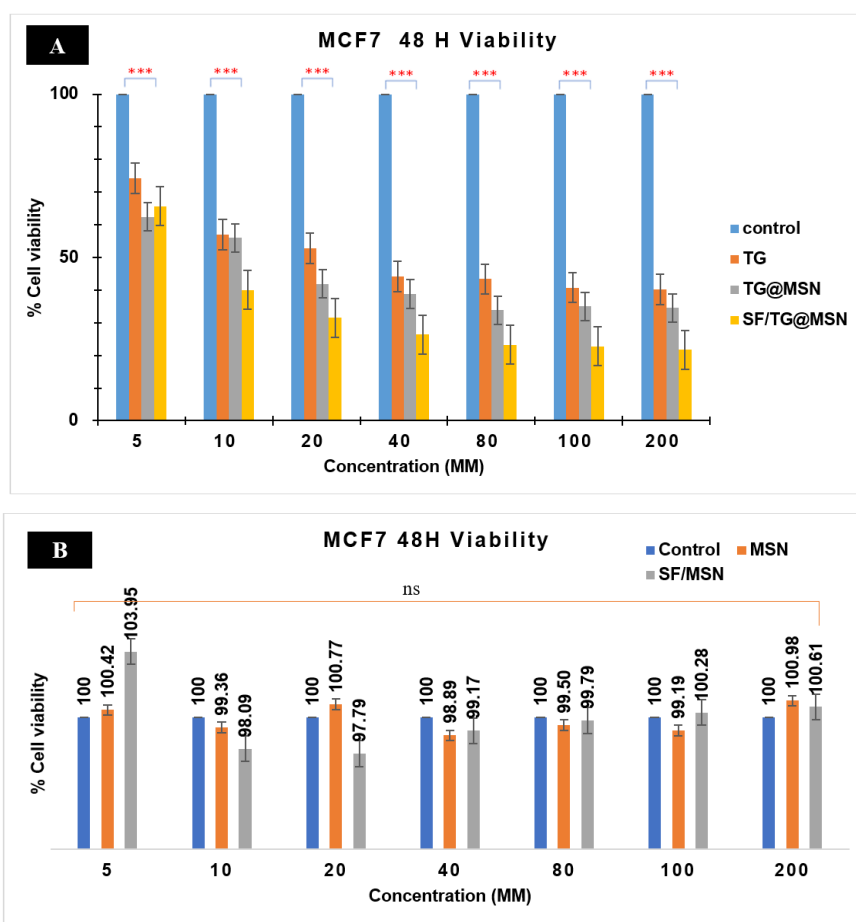 A
MCF7 48 H Viability
*** *** *** *** *** *** ***
100
50
0
% Cell viability
control
TG
TG@MSN
SF/TG@MSN
5 10 20 40 80 100 200
Concentration (MM)
B
MCF7 48H Viability
Control MSN
SF/MSN
ns
% Cell viability
100 100.42 103.95 100 99.36 98.09 100 100.77 97.79 100 98.89 99.17 100 99.50 99.79 100 99.19 100.28 100 100.98 100.61
5 10 20 40 80 100 200
Concentration (MM)